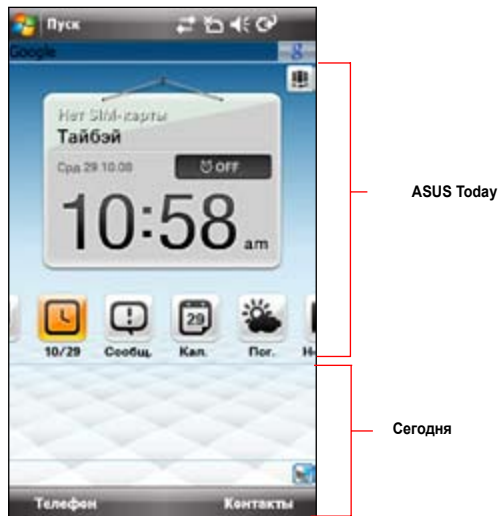 Пуск
Google
g
Нет SIM-карты
Тайбэй
Срд 29.10.08
OFF
10:58 am
29
10/29 Сообщ. Кал. Пог.
Телефон Контакты
ASUS Today
Сегодня